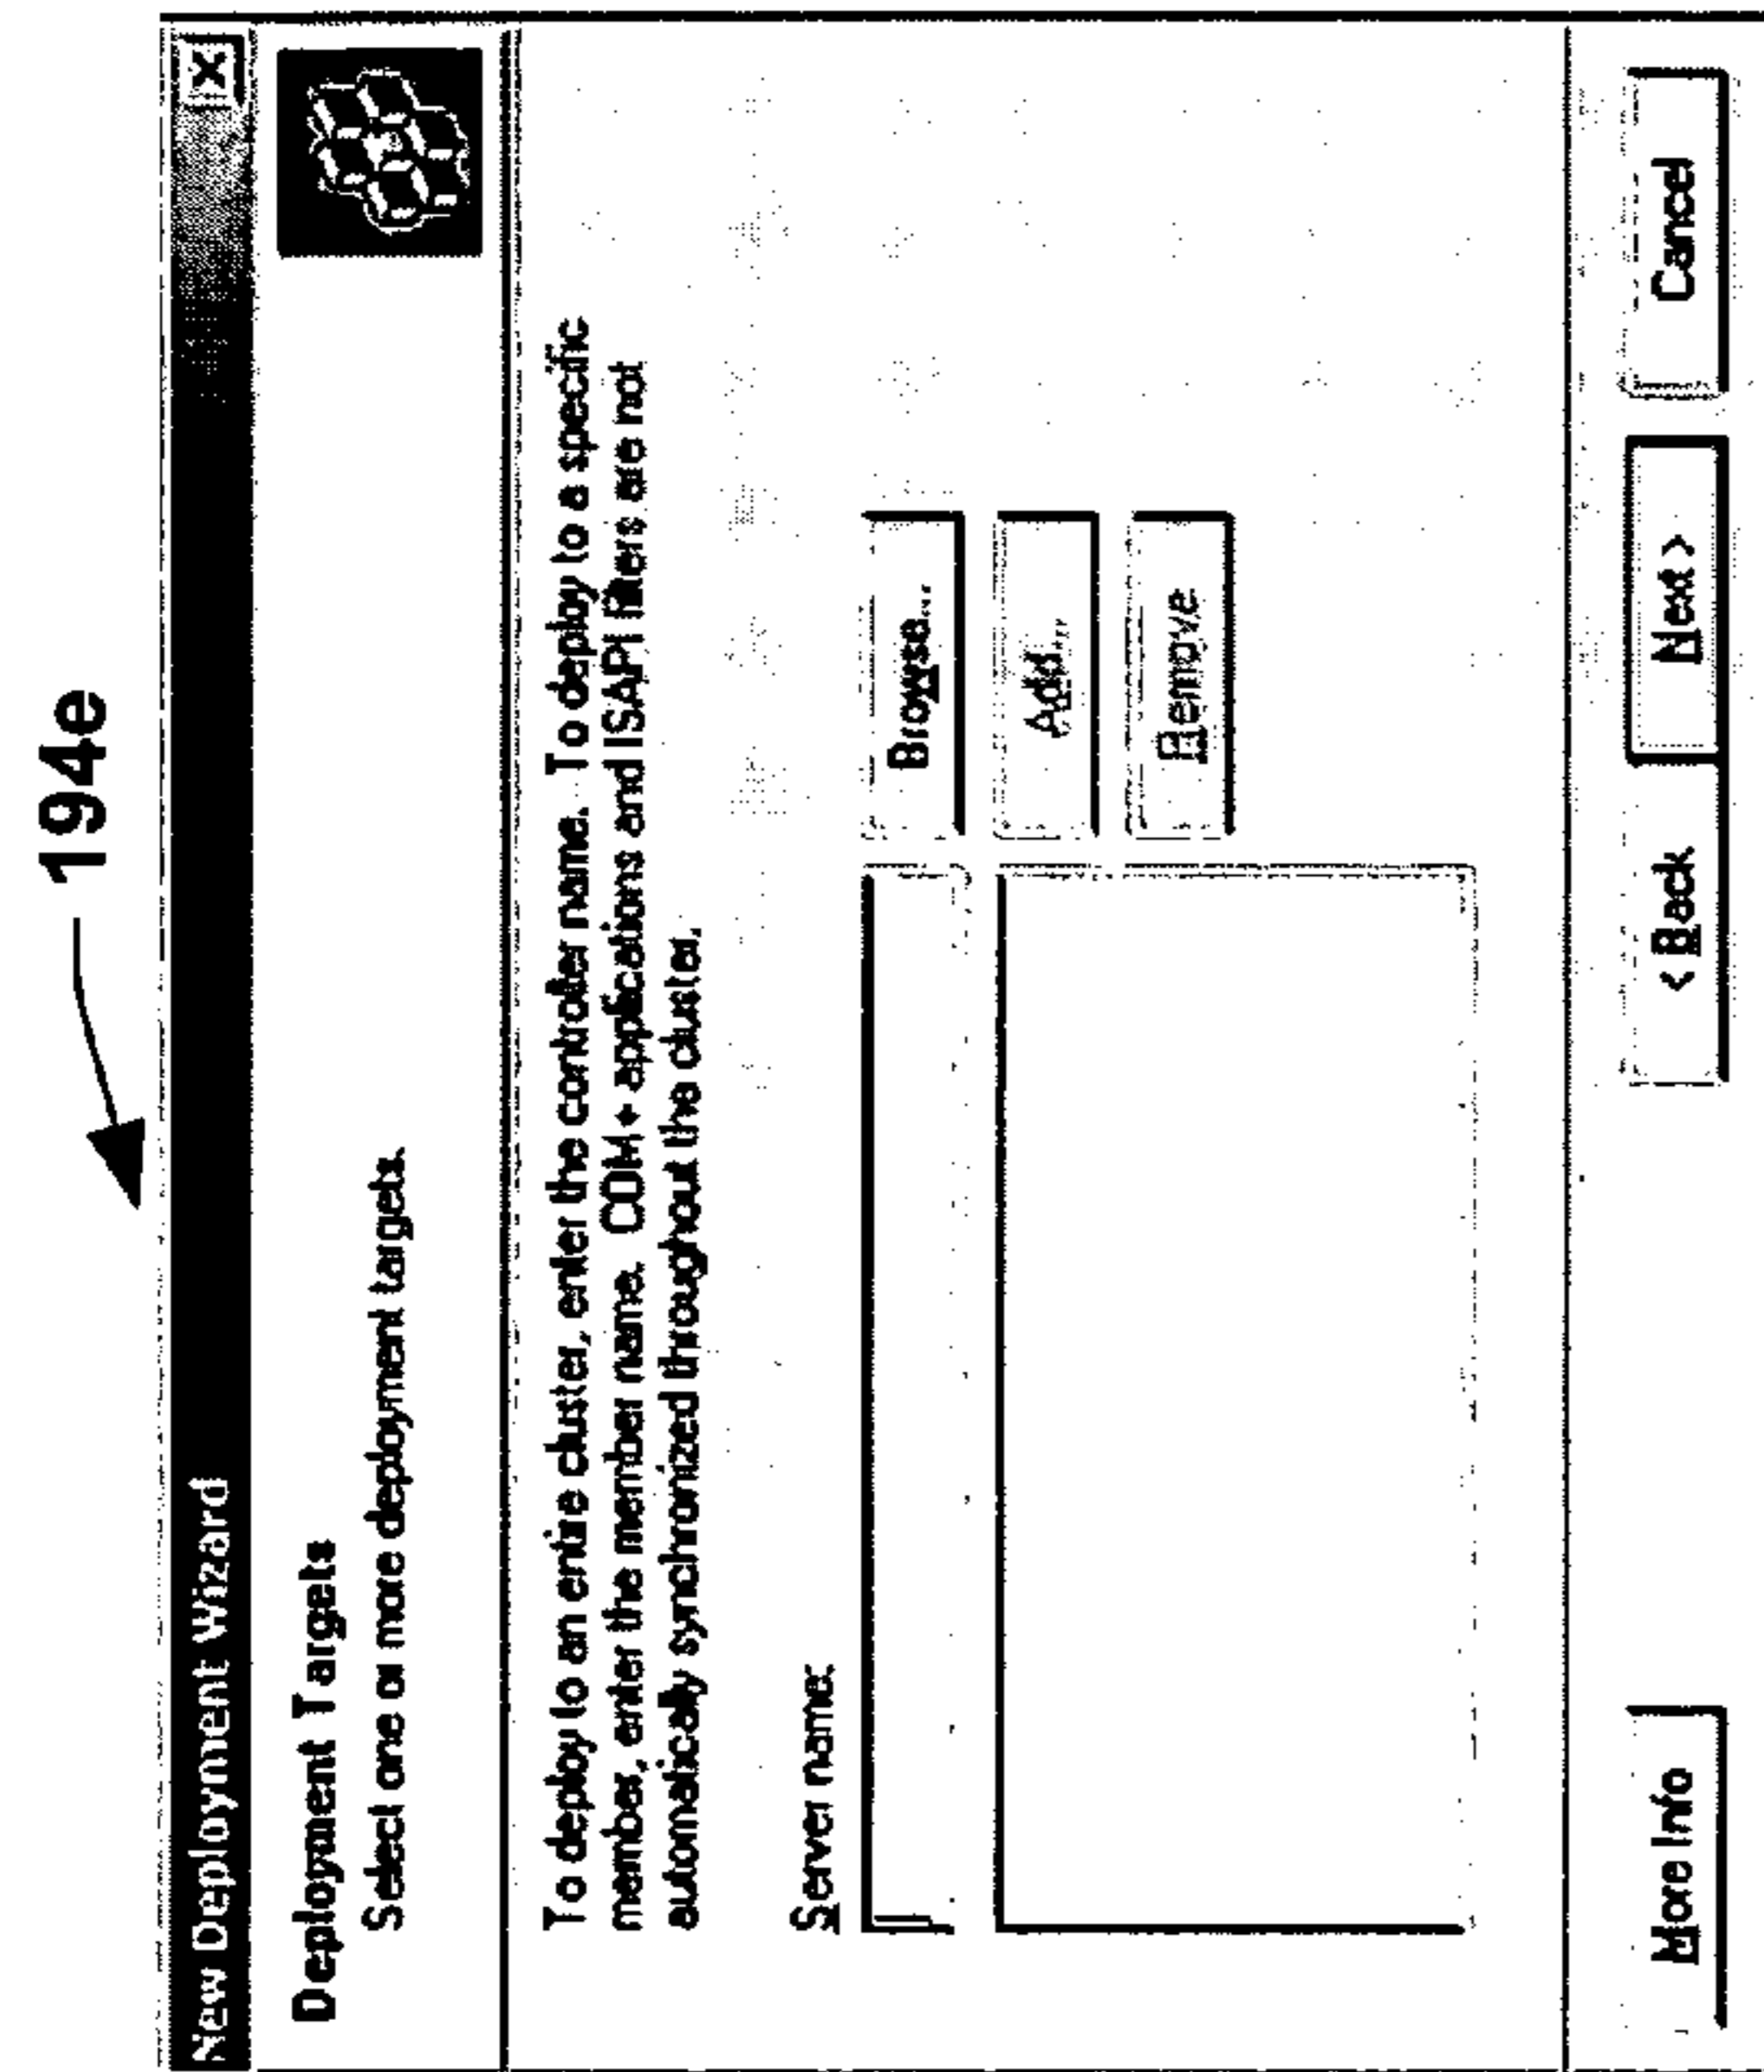 194e
New Deployment Wizard
Deployment Targets
Select one or more deployment targets.
To deploy to an entire cluster, enter the controller name. To deploy to a specific
member, enter the member name. COM+ applications and ISAPI filters are not
automatically synchronized throughout the cluster.
Server name:
Browse...
Add...
Remove
More Info
< Back
Next >
Cancel